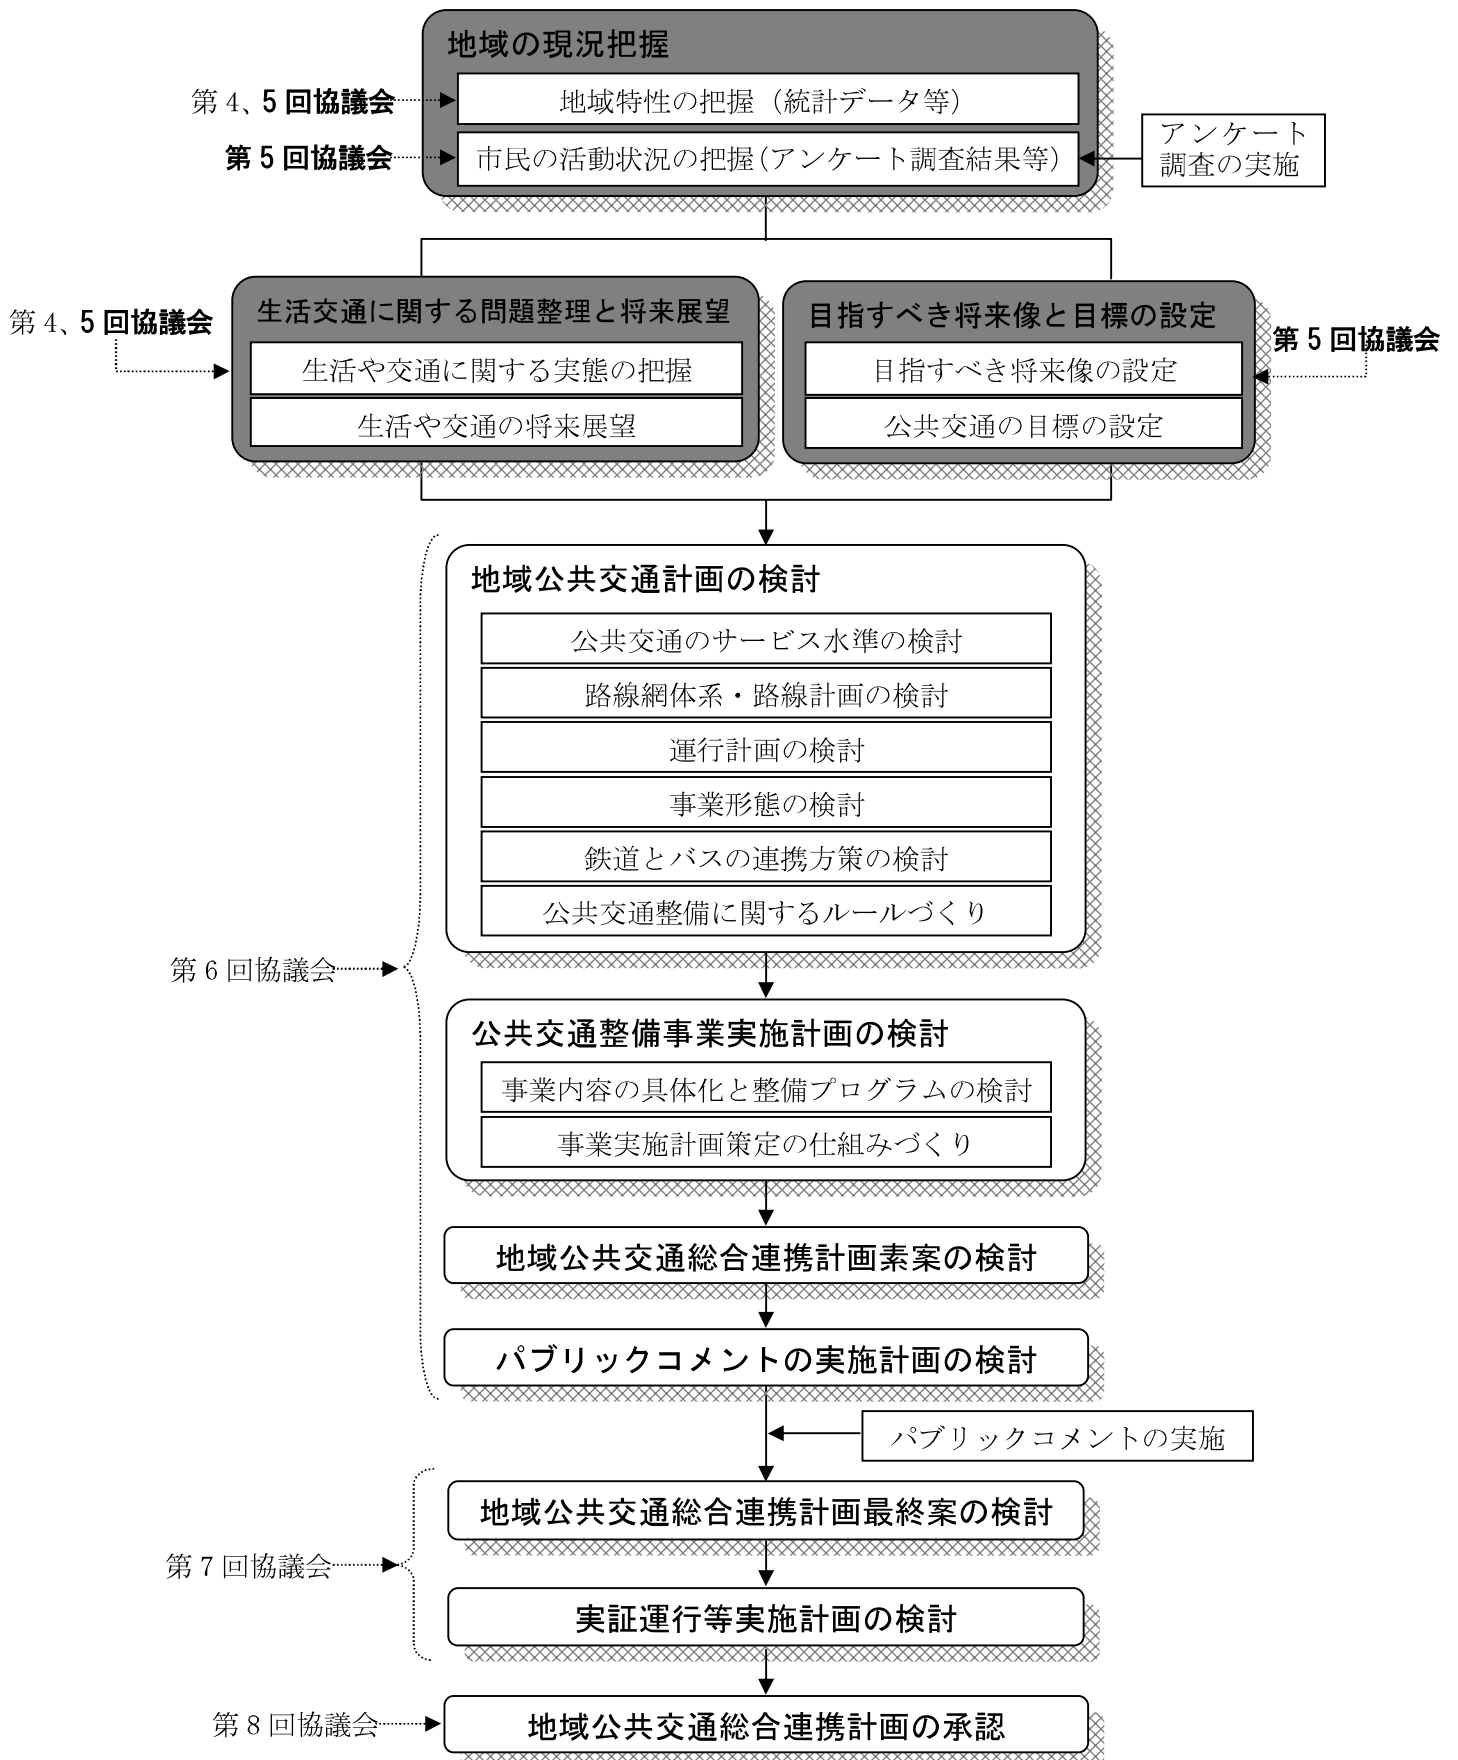 地域の現況把握
第4、5回協議会
地域特性の把握（統計データ等）
第5回協議会
市民の活動状況の把握（アンケート調査結果等）
アンケート
調査の実施
第4、5回協議会
生活交通に関する問題整理と将来展望
生活や交通に関する実態の把握
生活や交通の将来展望
目指すべき将来像と目標の設定
目指すべき将来像の設定
公共交通の目標の設定
第5回協議会
地域公共交通計画の検討
公共交通のサービス水準の検討
路線網体系・路線計画の検討
運行計画の検討
事業形態の検討
鉄道とバスの連携方策の検討
公共交通整備に関するルールづくり
第6回協議会
公共交通整備事業実施計画の検討
事業内容の具体化と整備プログラムの検討
事業実施計画策定の仕組みづくり
地域公共交通総合連携計画素案の検討
パブリックコメントの実施計画の検討
パブリックコメントの実施
地域公共交通総合連携計画最終案の検討
第7回協議会
実証運行等実施計画の検討
第8回協議会
地域公共交通総合連携計画の承認